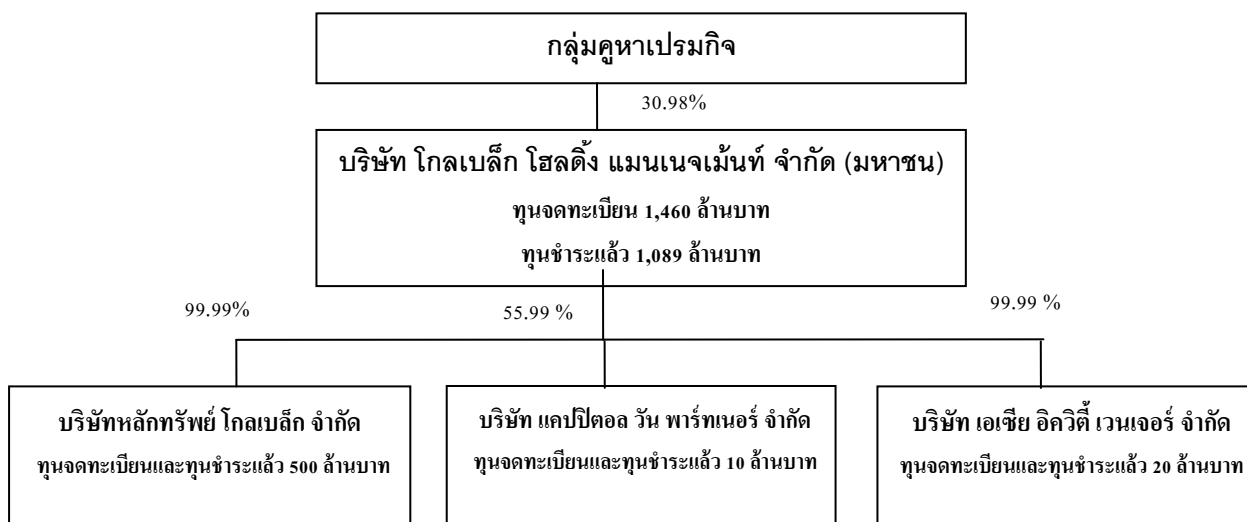 กลุ่มคูหาเปรมกิจ
30.98%
บริษัท โกลเบล็ก โฮลดิ้ง แมนเนจเม้นท์ จำกัด (มหาชน)
ทุนจดทะเบียน 1,460 ล้านบาท
ทุนชำระแล้ว 1,089 ล้านบาท
99.99%
55.99 %
99.99 %
บริษัทหลักทรัพย์ โกลเบล็ก จำกัด
ทุนจดทะเบียนและทุนชำระแล้ว 500 ล้านบาท
บริษัท แคปปิตอล วัน พาร์ทเนอร์ จำกัด
ทุนจดทะเบียนและทุนชำระแล้ว 10 ล้านบาท
บริษัท เอเซีย อิควิตี้ เวนเจอร์ จำกัด
ทุนจดทะเบียนและทุนชำระแล้ว 20 ล้านบาท